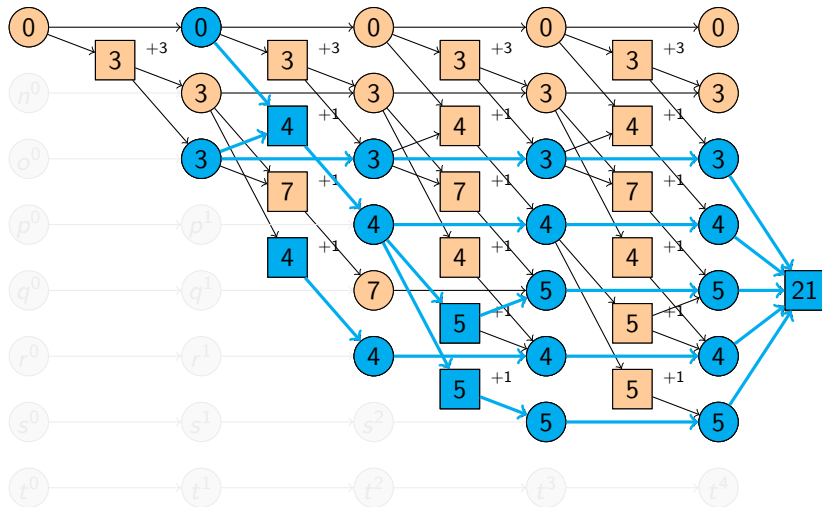 0 0 0 0 0
3 +3 3 +3 3 +3 3 +3
n⁰ 3 3 3 3
4 +1 4 +1 4 +1
o⁰ 3 3 3 3
7 +1 7 +1 7 +1
p⁰ p¹ 4 4 4
4 +1 4 +1 4 +1
q⁰ q¹ 7 5 5 21
5 +1 5 +1
r⁰ r¹ 4 4 4
5 +1 5 +1
s⁰ s¹ s² 5 5
t⁰ t¹ t² t³ t⁴